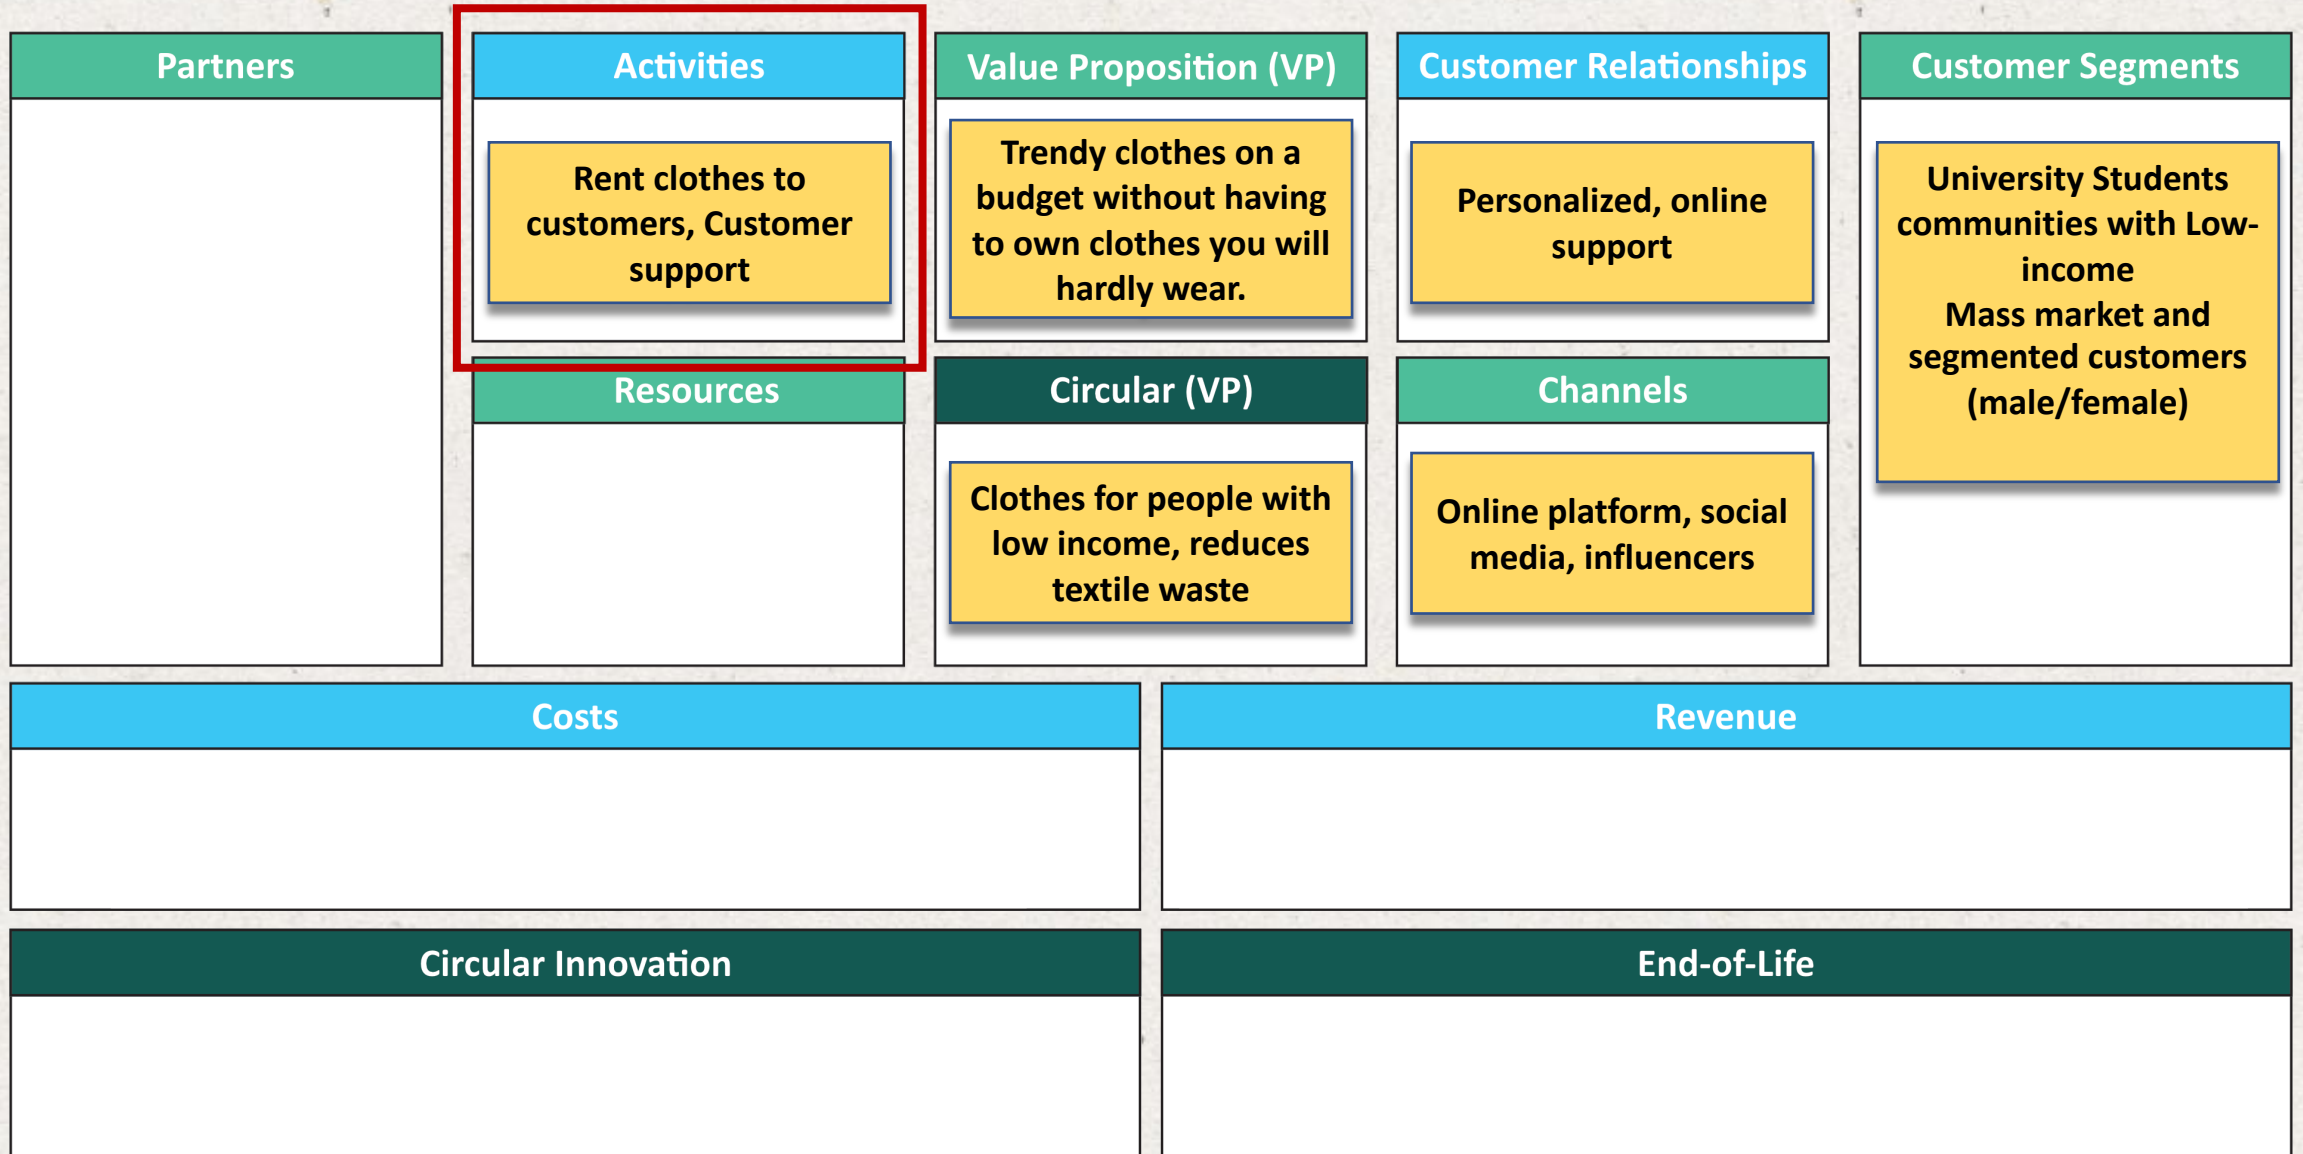 Partners
Activities
Rent clothes to
customers, Customer
support
Value Proposition (VP)
Trendy clothes on a
budget without having
to own clothes you will
hardly wear.
Customer Relationships
Personalized, online
support
Customer Segments
University Students
communities with Low-
income
Mass market and
segmented customers
(male/female)
Resources
Circular (VP)
Clothes for people with
low income, reduces
textile waste
Channels
Online platform, social
media, influencers
Costs
Revenue
Circular Innovation
End-of-Life